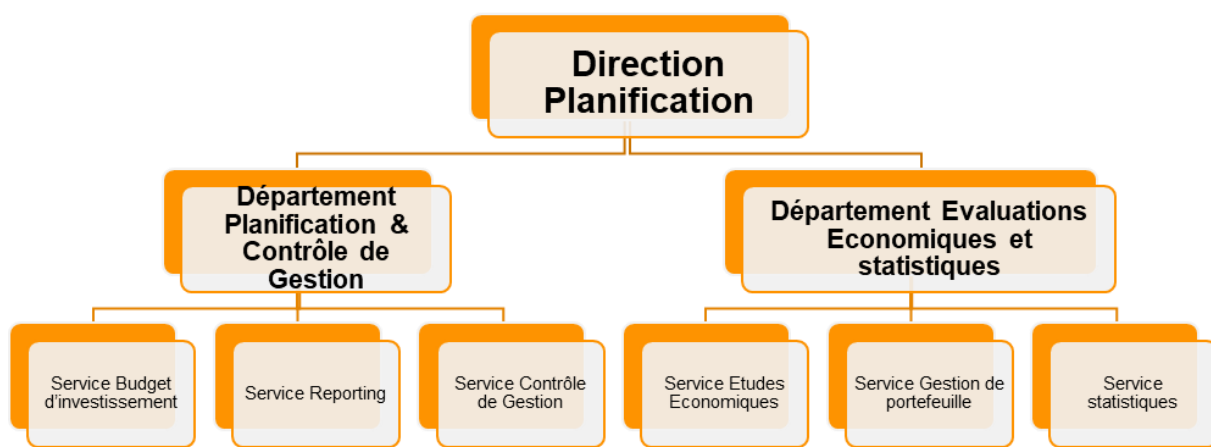 Direction
Planification
Département
Planification &
Contrôle de
Gestion
Département Evaluations
Economiques et
statistiques
Service Budget
d’investissement
Service Reporting
Service Contrôle
de Gestion
Service Etudes
Economiques
Service Gestion de
portefeuille
Service
statistiques